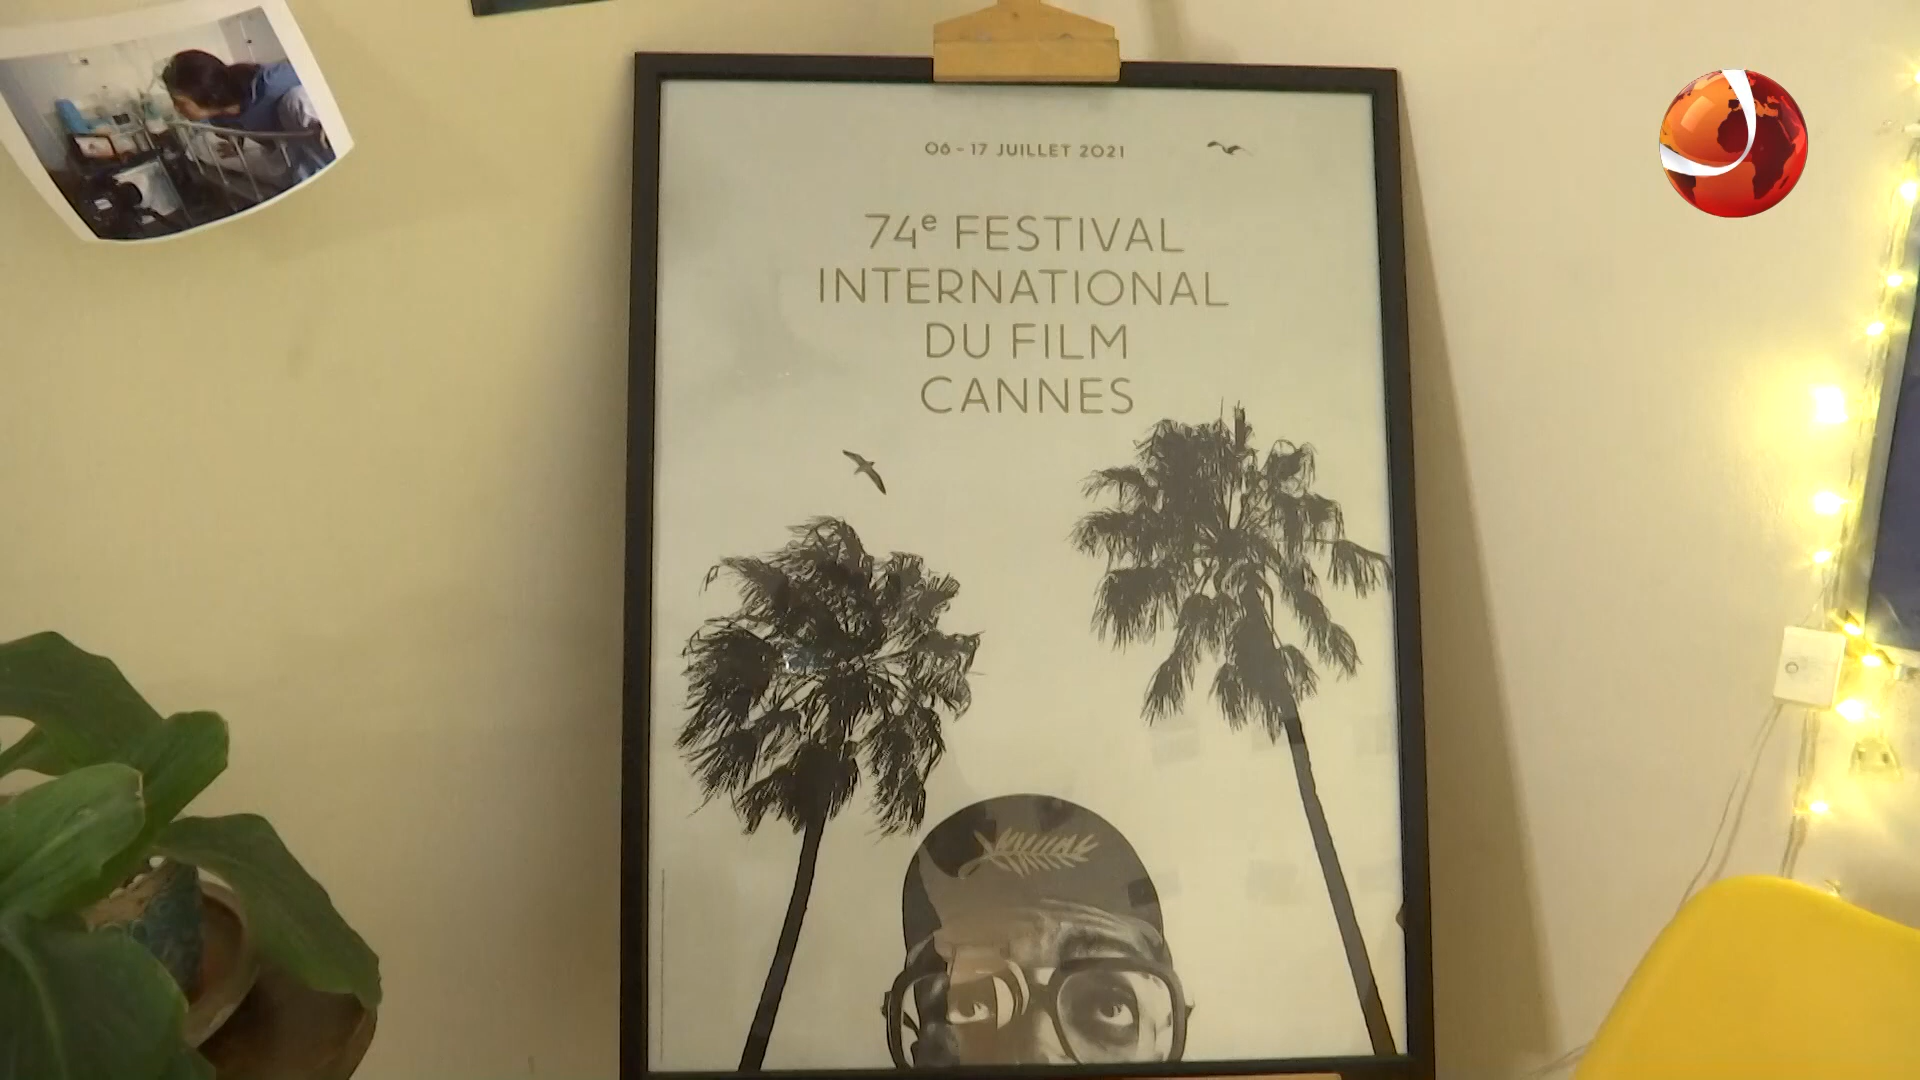 06 - 17 JUILLET 2021
74e FESTIVAL
INTERNATIONAL
DU FILM
CANNES